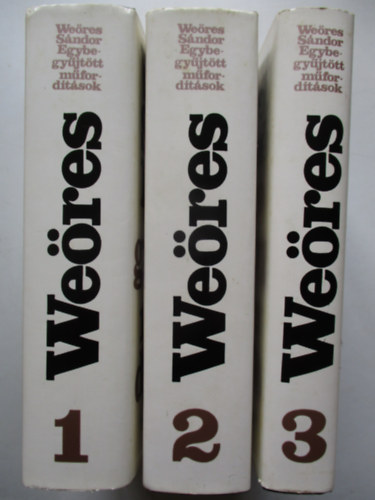 Weöres
Sándor
Egybe-
gyűjtött
műfor-
dítások
Weöres
1
Weöres
Sándor
Egybe-
gyűjtött
műfor-
dítások
Weöres
2
Weöres
Sándor
Egybe-
gyűjtött
műfor-
dítások
Weöres
3